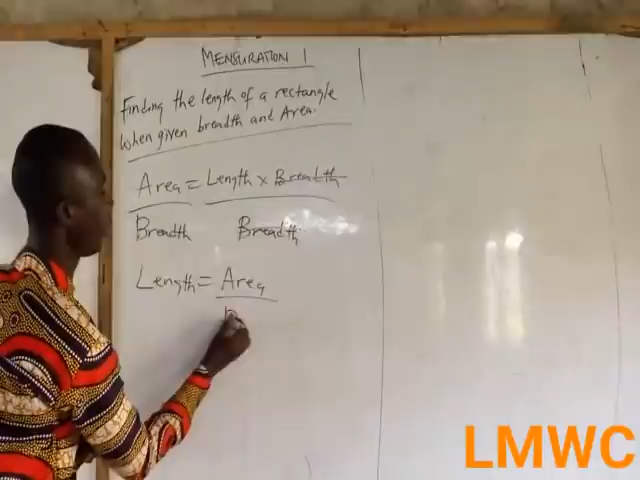 MENSURATION 1
Finding the length of a rectangle
when given breadth and Area.
Area = Length × Breadth
Breadth Breadth
Length = Area
LMWC